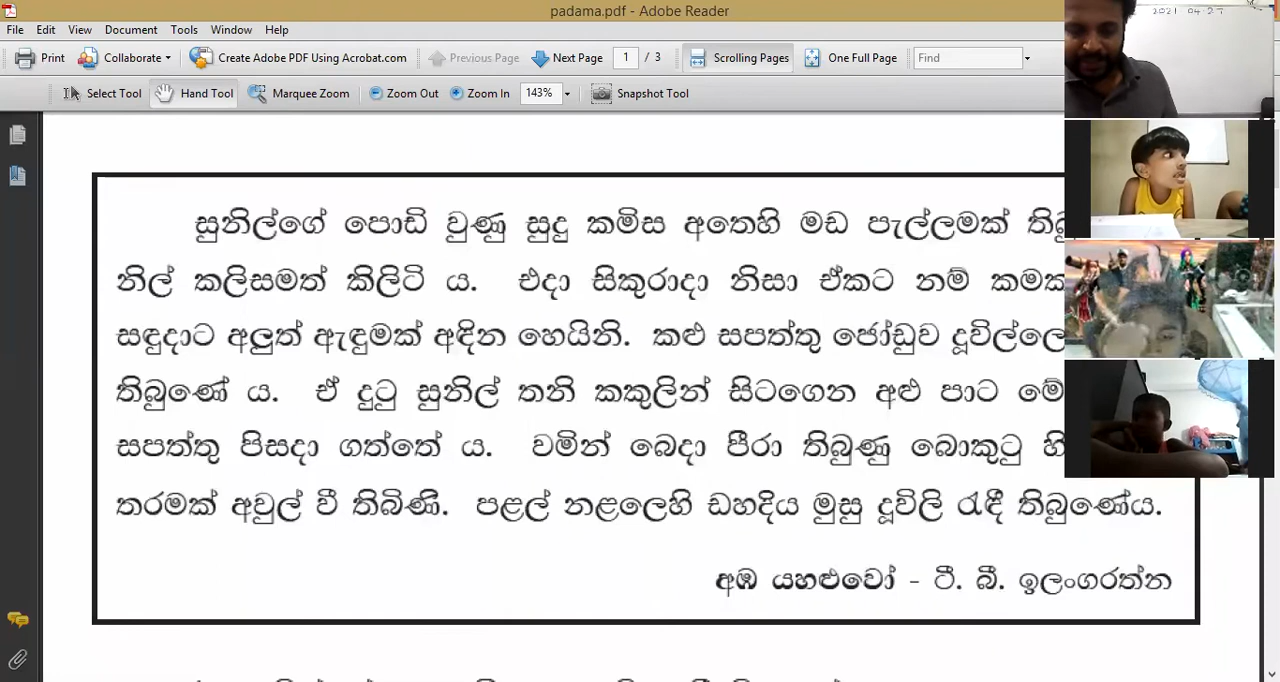 padama.pdf - Adobe Reader
File Edit View Document Tools Window Help
Print Collaborate Create Adobe PDF Using Acrobat.com Previous Page Next Page 1 / 3 Scrolling Pages One Full Page Find
Select Tool Hand Tool Marquee Zoom Zoom Out Zoom In 143% Snapshot Tool
2021 04-27
සුනිල්ගේ පොඩි වුණු සුදු කමිස අතෙහි මඩ පැල්ලමක්
නිල් කලිසමත් කිලිටි ය. එදා සිකුරාදා නිසා ඒකට නම්
සඳුදාට අලුත් ඇඳුමක් අඳින හෙයිනි. කළු සපත්තු ජෝඩුව
තිබුණේ ය. ඒ දුටු සුනිල් තනි කකුලින් සිටගෙන අළු පාට
සපත්තු පිසදා ගත්තේ ය. වමින් බෙදා පීරා තිබුණු බොකුටු
තරමක් අවුල් වී තිබිණි. පළල් නළලෙහි ඩහදිය මුසු දූවිලි රැඳී තිබුණේය.
අඹ යහළුවෝ - ටී. බී. ඉලංගරත්න